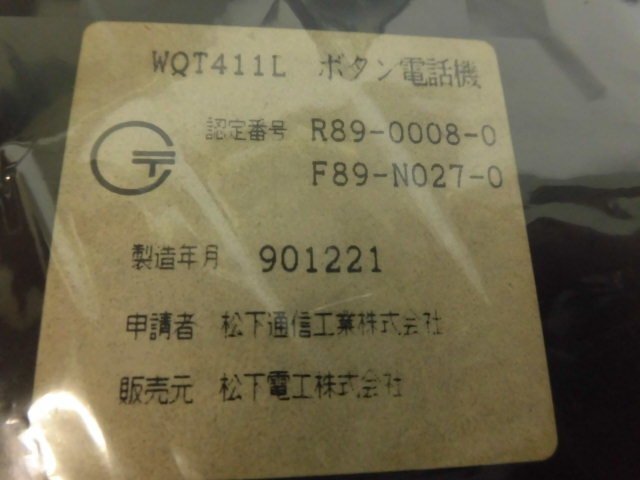 WQT411L ボタン電話機
認定番号 R89-0008-0
F89-N027-0
製造年月 901221
申請者 松下通信工業株式会社
販売元 松下電工株式会社